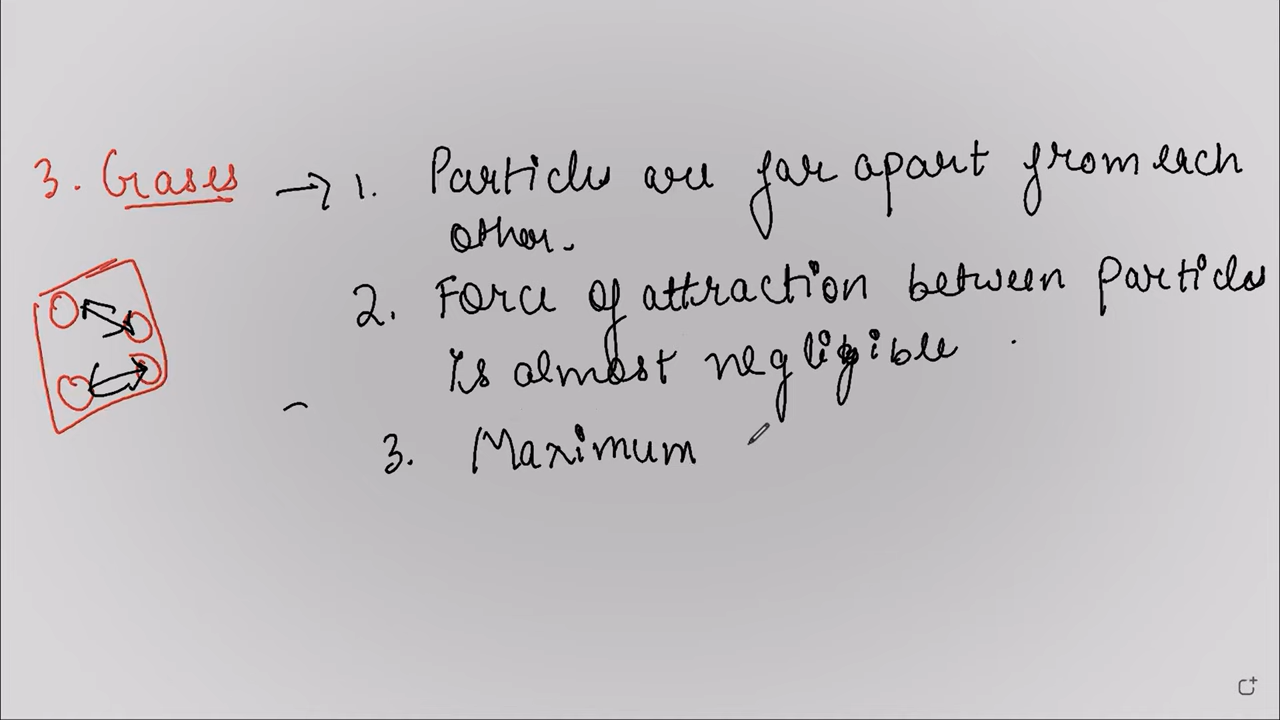 3. Gases → 1. Particles are far apart from each
other.
2. Force of attraction between particles
is almost negligible.
3. Maximum